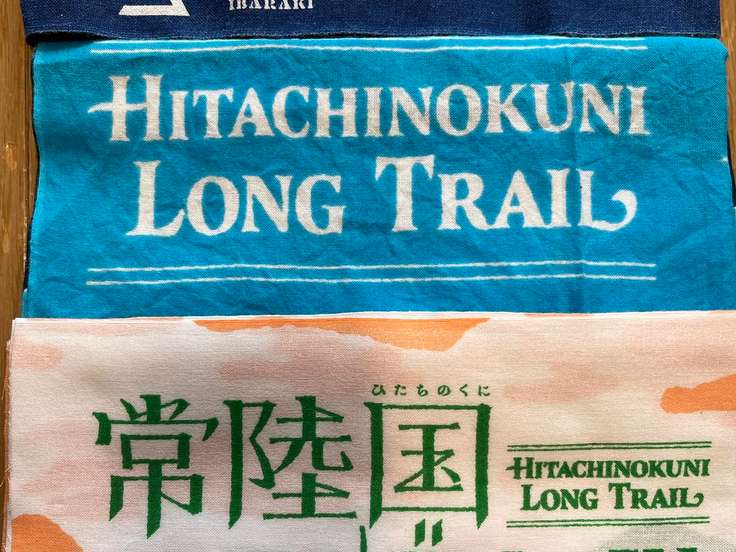 IBARAKI
HITACHINOKUNI
LONG TRAIL
ひたちのくに
常陸国
HITACHINOKUNI
LONG TRAIL